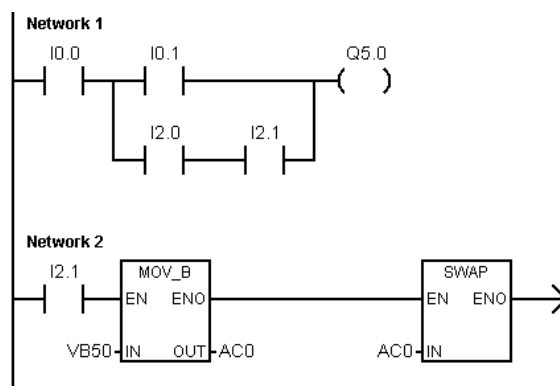 Network 1
I0.0 I0.1 Q5.0
I2.0 I2.1
Network 2
I2.1 MOV_B SWAP
EN ENO EN ENO
VB50 IN OUT AC0 AC0 IN